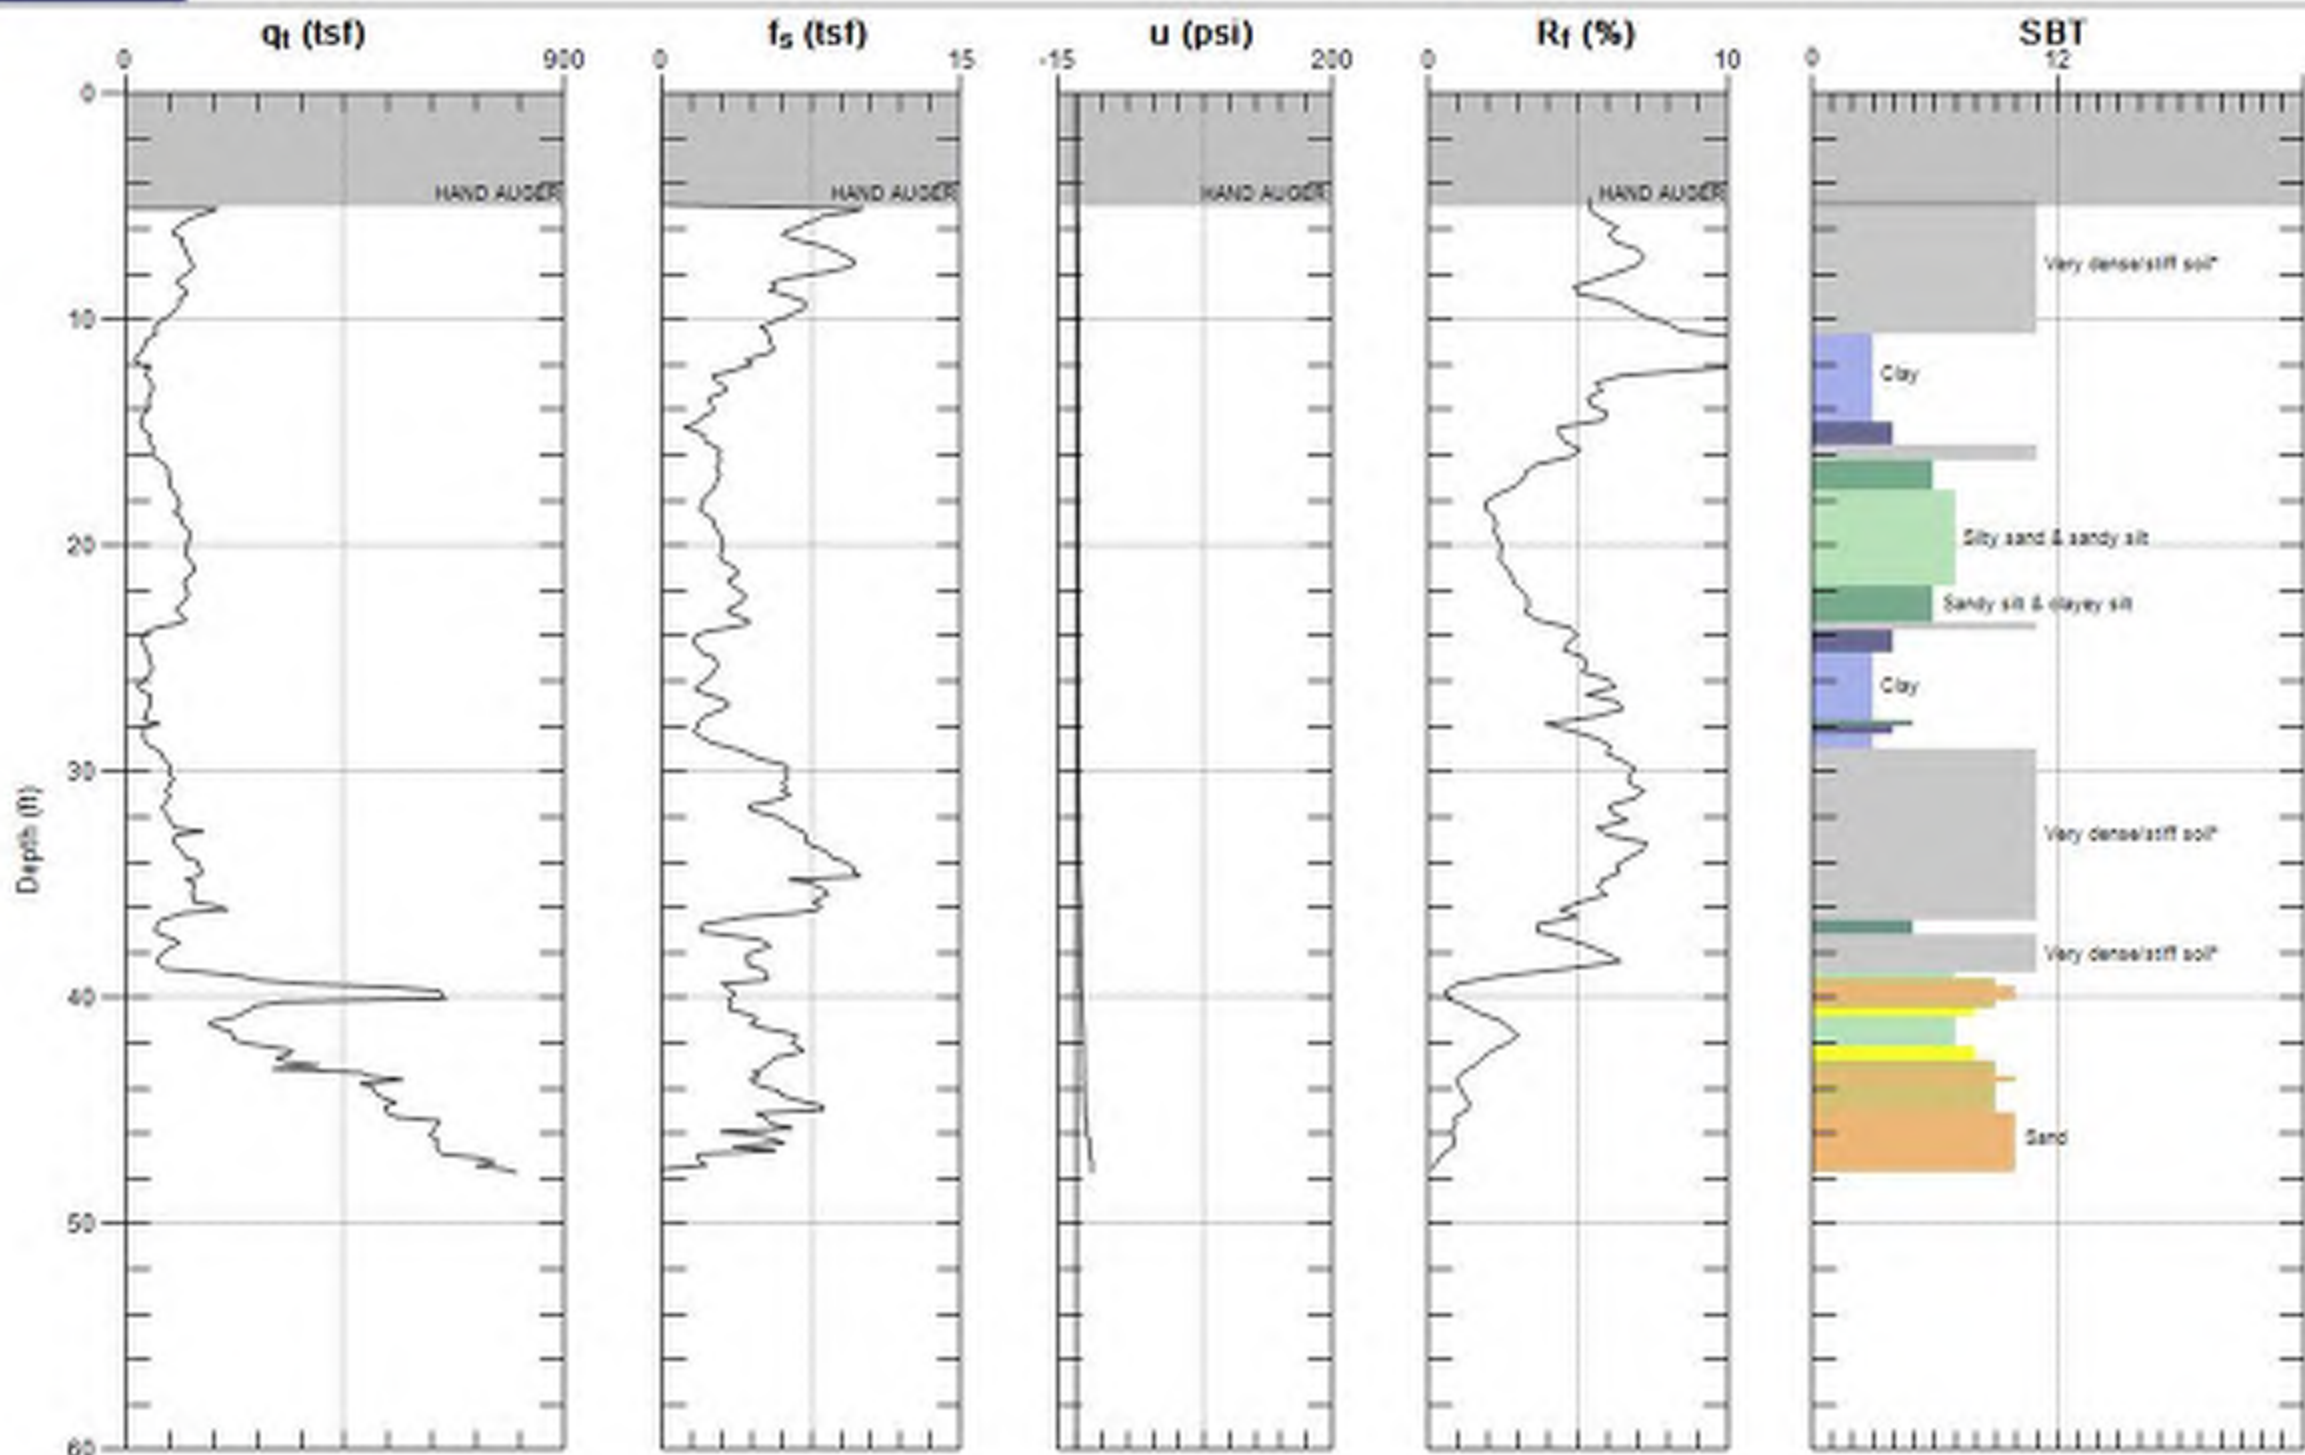 qt (tsf) fs (tsf) u (psi) Rf (%) SBT
0 900 0 15 -15 200 0 10 0 12
0
HAND AUGER HAND AUGER HAND AUGER HAND AUGER
Very dense/stiff soil*
10
Clay
Silty sand & sandy silt
20
Sandy silt & clayey silt
Clay
30
Very dense/stiff soil*
Depth (ft)
Very dense/stiff soil*
40
Sand
50
60